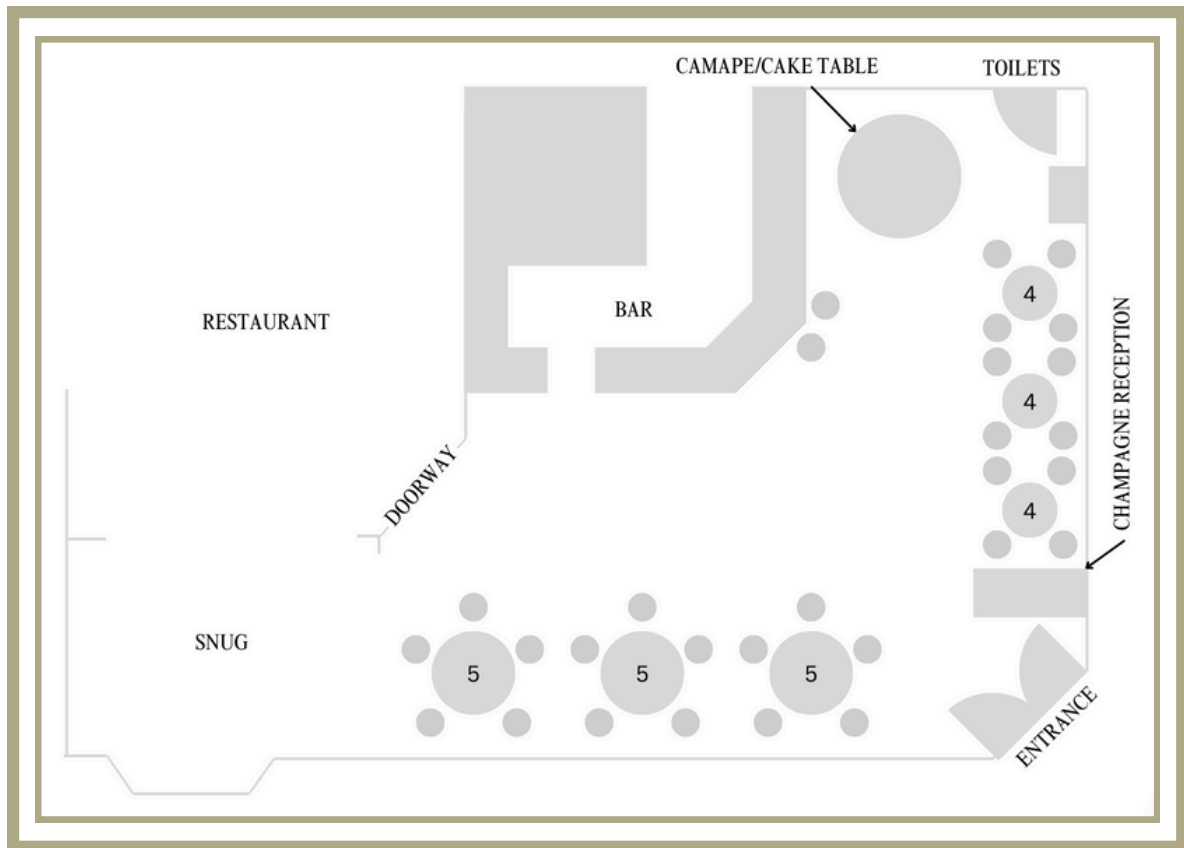 CAMAPE/CAKE TABLE
TOILETS
RESTAURANT
BAR
4
4
4
CHAMPAGNE RECEPTION
DOORWAY
SNUG
5
5
5
ENTRANCE